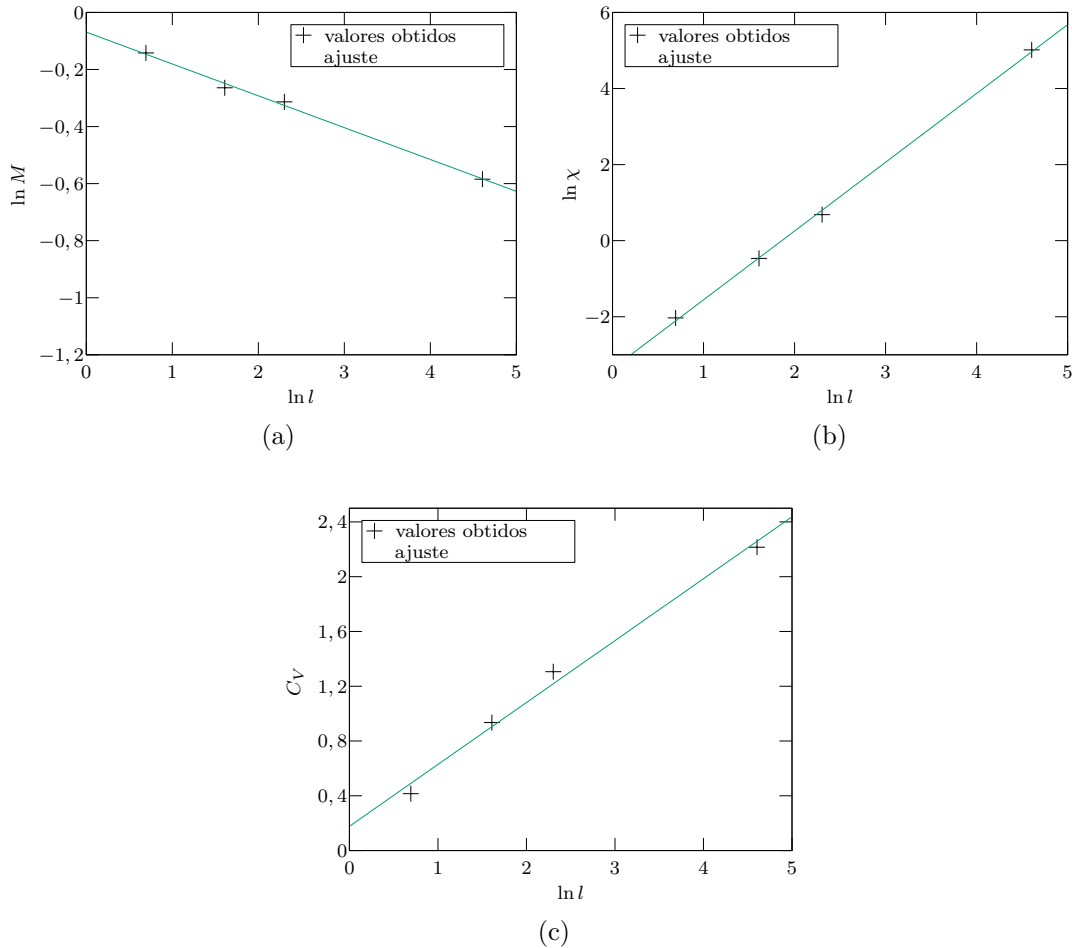 0
−0,2
−0,4
−0,6
−0,8
−1
−1,2
ln M
valores obtidos
ajuste
0 1 2 3 4 5
ln l
(a)
6
4
2
0
−2
ln χ
valores obtidos
ajuste
0 1 2 3 4 5
ln l
(b)
2,4
2
1,6
1,2
0,8
0,4
0
C_V
valores obtidos
ajuste
0 1 2 3 4 5
ln l
(c)